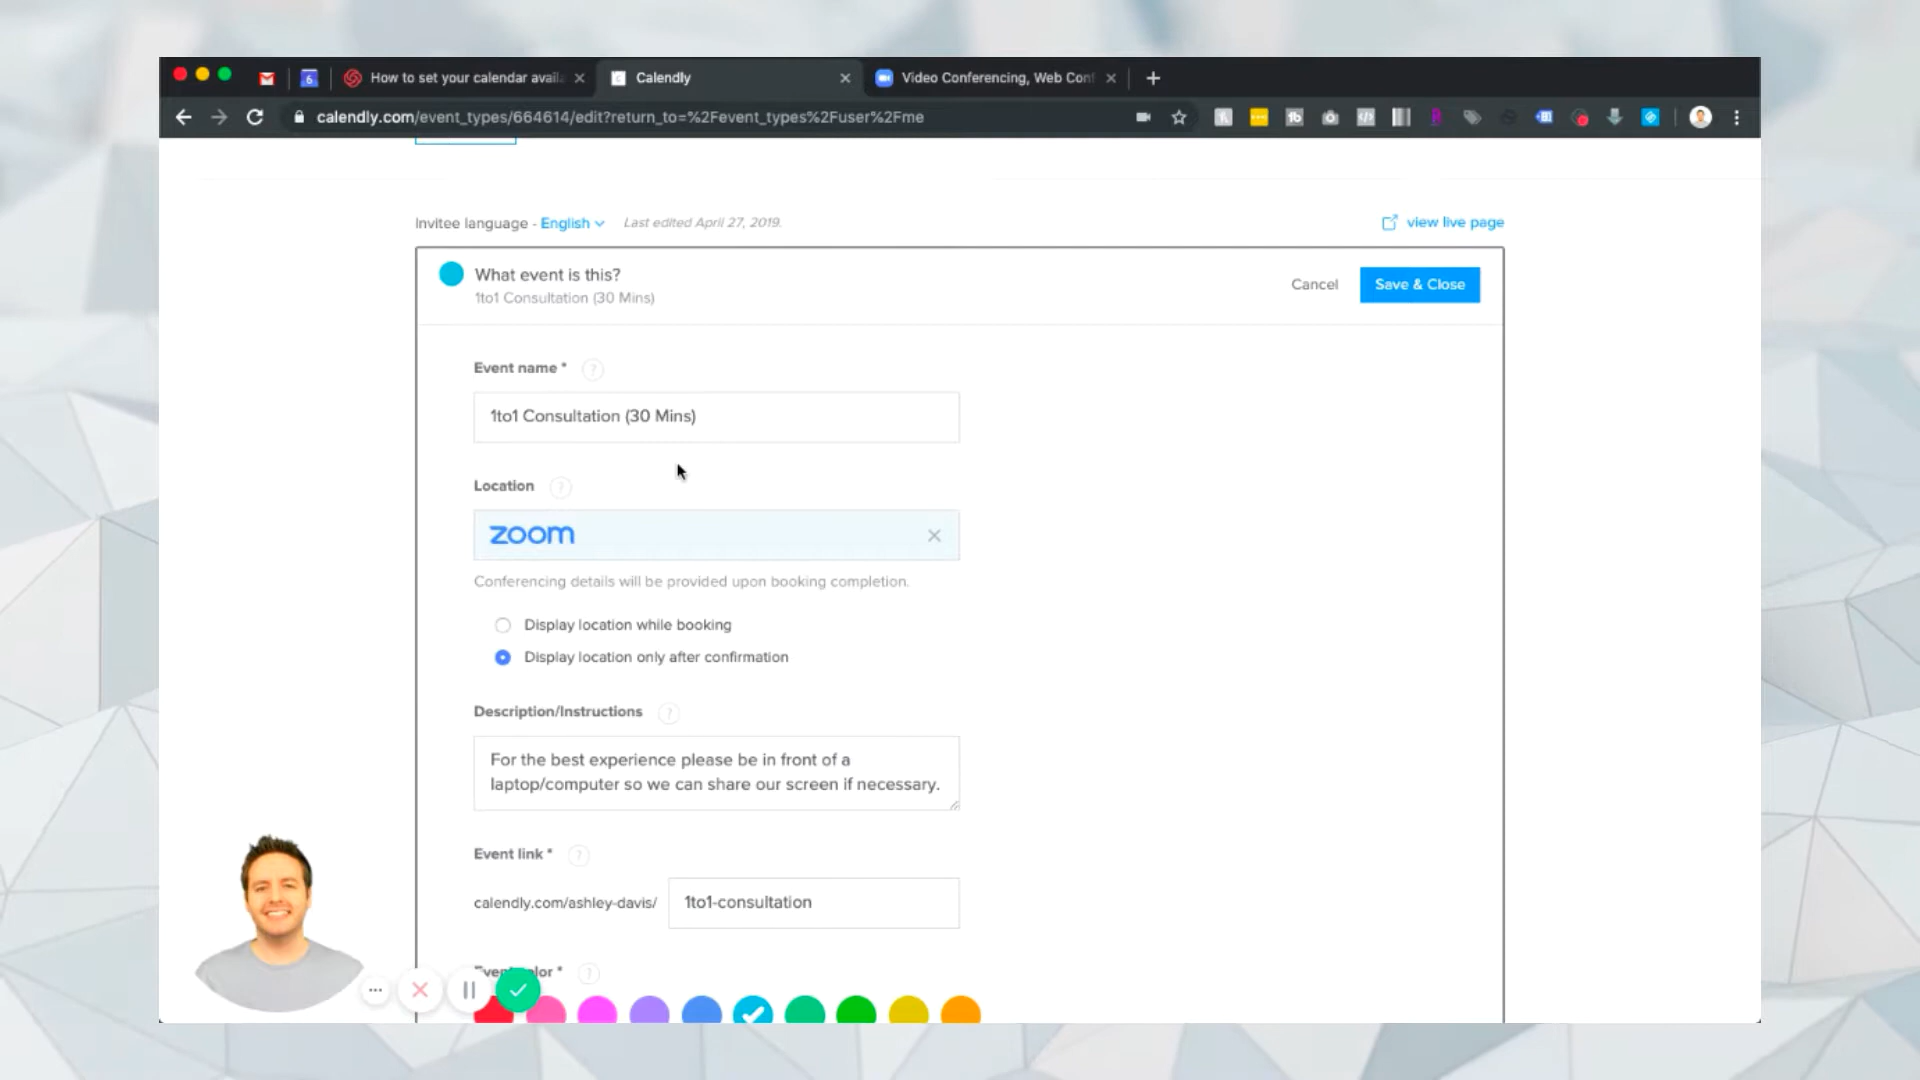 How to set your calendar availa
Calendly
Video Conferencing, Web Conf
calendly.com/event_types/664614/edit?return_to=%2Fevent_types%2Fuser%2Fme
Invitee language - English
Last edited April 27, 2019.
view live page
What event is this?
1to1 Consultation (30 Mins)
Cancel
Save & Close
Event name *
?
1to1 Consultation (30 Mins)
Location
?
zoom
Conferencing details will be provided upon booking completion.
Display location while booking
Display location only after confirmation
Description/Instructions
?
For the best experience please be in front of a
laptop/computer so we can share our screen if necessary.
Event link *
?
calendly.com/ashley-davis/
1to1-consultation
?